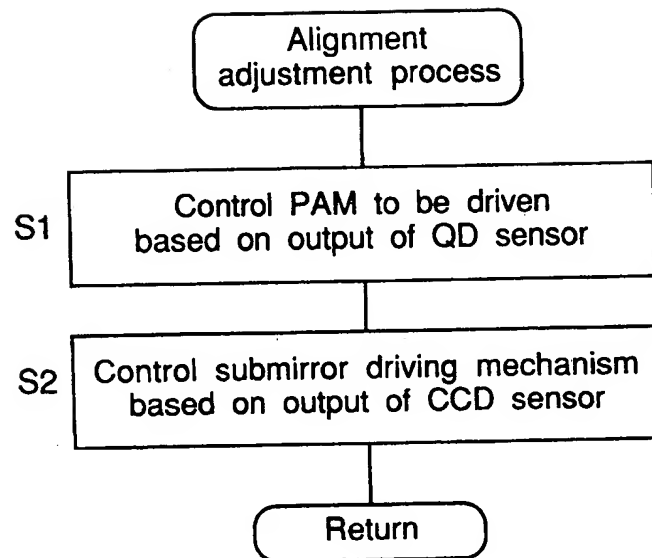 Alignment
adjustment process
S1
Control PAM to be driven
based on output of QD sensor
S2
Control submirror driving mechanism
based on output of CCD sensor
Return